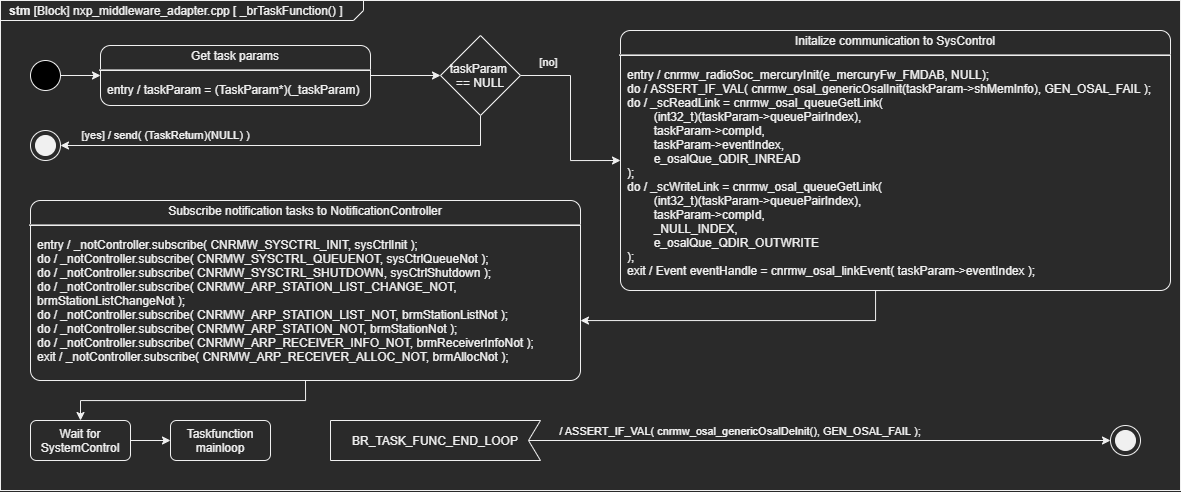 stm [Block] nxp_middleware_adapter.cpp [ _brTaskFunction() ]
Get task params
entry / taskParam = (TaskParam*)(_taskParam)
taskParam
== NULL
[no]
[yes] / send( (TaskReturn)(NULL) )
Initalize communication to SysControl
entry / cnrmw_radioSoc_mercuryInit(e_mercuryFw_FMDAB, NULL);
do / ASSERT_IF_VAL( cnrmw_osal_genericOsalInit(taskParam->shMemInfo), GEN_OSAL_FAIL );
do / _scReadLink = cnrmw_osal_queueGetLink(
(int32_t)(taskParam->queuePairIndex),
taskParam->compId,
taskParam->eventIndex,
e_osalQue_QDIR_INREAD
);
do / _scWriteLink = cnrmw_osal_queueGetLink(
(int32_t)(taskParam->queuePairIndex),
taskParam->compId,
_NULL_INDEX,
e_osalQue_QDIR_OUTWRITE
);
exit / Event eventHandle = cnrmw_osal_linkEvent( taskParam->eventIndex );
Subscribe notification tasks to NotificationController
entry / _notController.subscribe( CNRMW_SYSCTRL_INIT, sysCtrlInit );
do / _notController.subscribe( CNRMW_SYSCTRL_QUEUENOT, sysCtrlQueueNot );
do / _notController.subscribe( CNRMW_SYSCTRL_SHUTDOWN, sysCtrlShutdown );
do / _notController.subscribe( CNRMW_ARP_STATION_LIST_CHANGE_NOT,
brmStationListChangeNot );
do / _notController.subscribe( CNRMW_ARP_STATION_LIST_NOT, brmStationListNot );
do / _notController.subscribe( CNRMW_ARP_STATION_NOT, brmStationNot );
do / _notController.subscribe( CNRMW_ARP_RECEIVER_INFO_NOT, brmReceiverInfoNot );
exit / _notController.subscribe( CNRMW_ARP_RECEIVER_ALLOC_NOT, brmAllocNot );
Wait for
SystemControl
Taskfunction
mainloop
BR_TASK_FUNC_END_LOOP
/ ASSERT_IF_VAL( cnrmw_osal_genericOsalDeInit(), GEN_OSAL_FAIL );